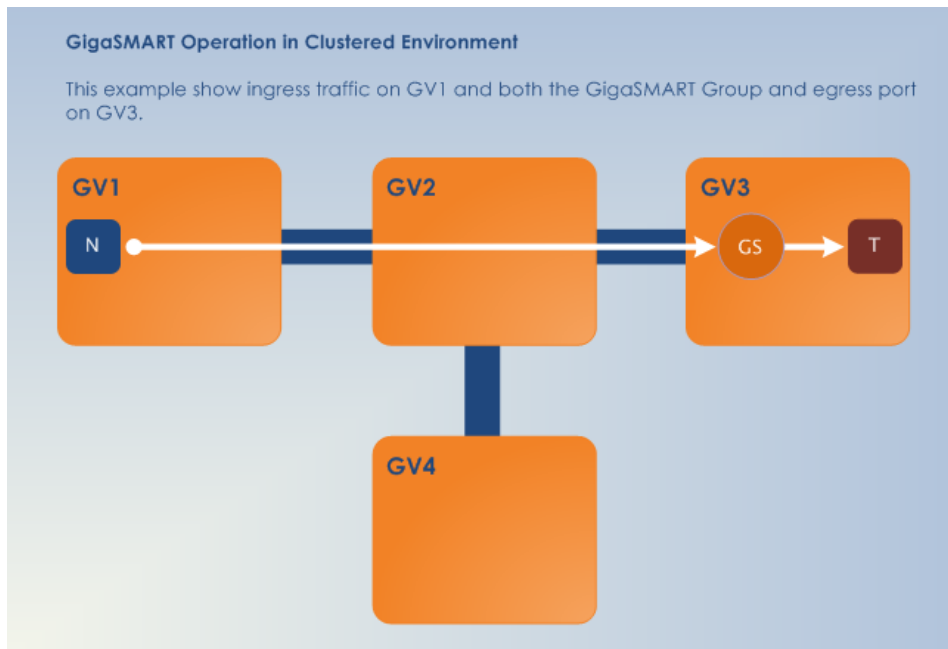 GigaSMART Operation in Clustered Environment
This example show ingress traffic on GV1 and both the GigaSMART Group and egress port
on GV3.
GV1
GV2
GV3
N
GS
T
GV4